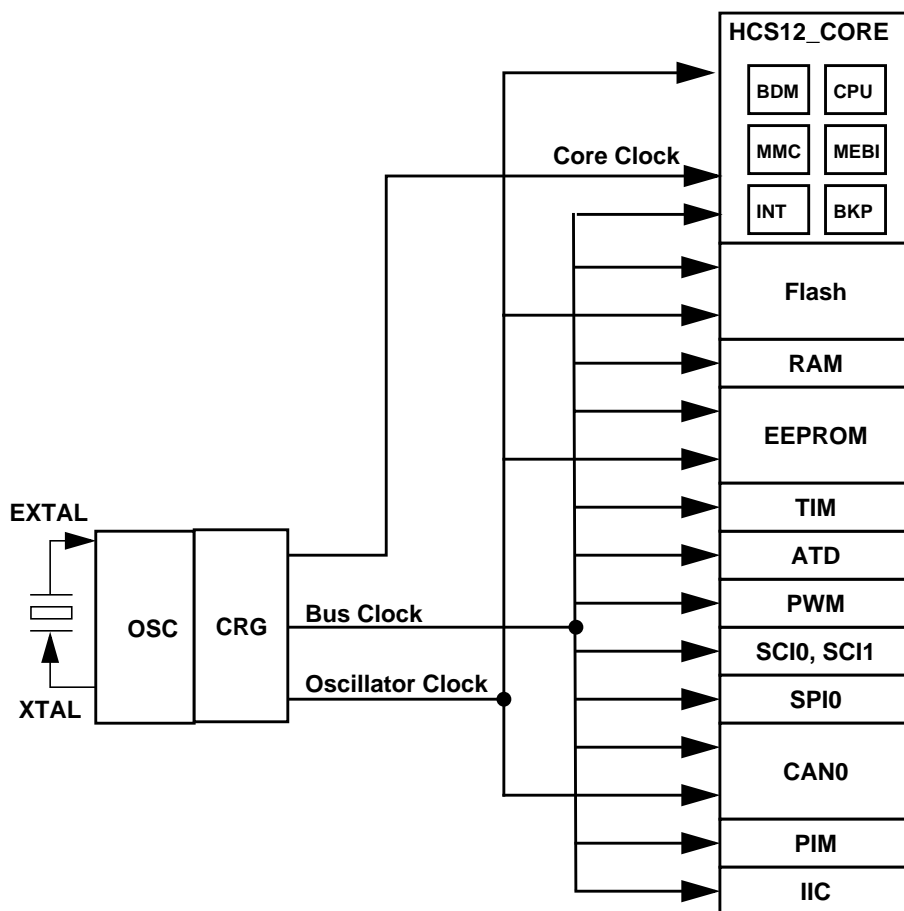 HCS12_CORE
BDM CPU
Core Clock
MMC MEBI
INT BKP
Flash
RAM
EEPROM
EXTAL
TIM
ATD
PWM
OSC CRG
Bus Clock
SCI0, SCI1
Oscillator Clock
XTAL
SPI0
CAN0
PIM
IIC